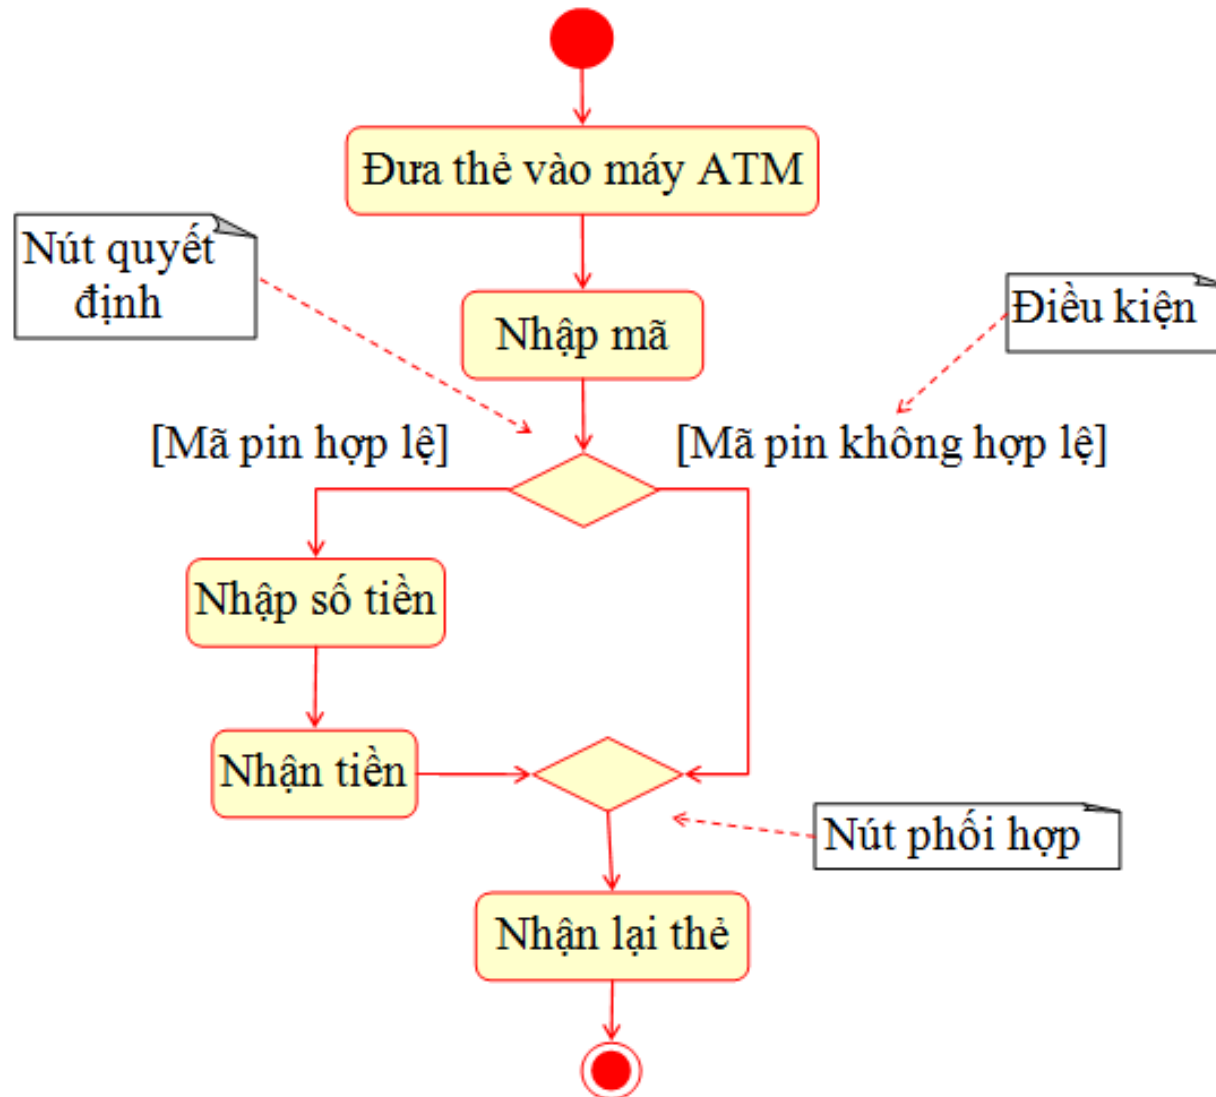 Đưa thẻ vào máy ATM
Nút quyết
định
Điều kiện
Nhập mã
[Mã pin hợp lệ]
[Mã pin không hợp lệ]
Nhập số tiền
Nhận tiền
Nút phối hợp
Nhận lại thẻ